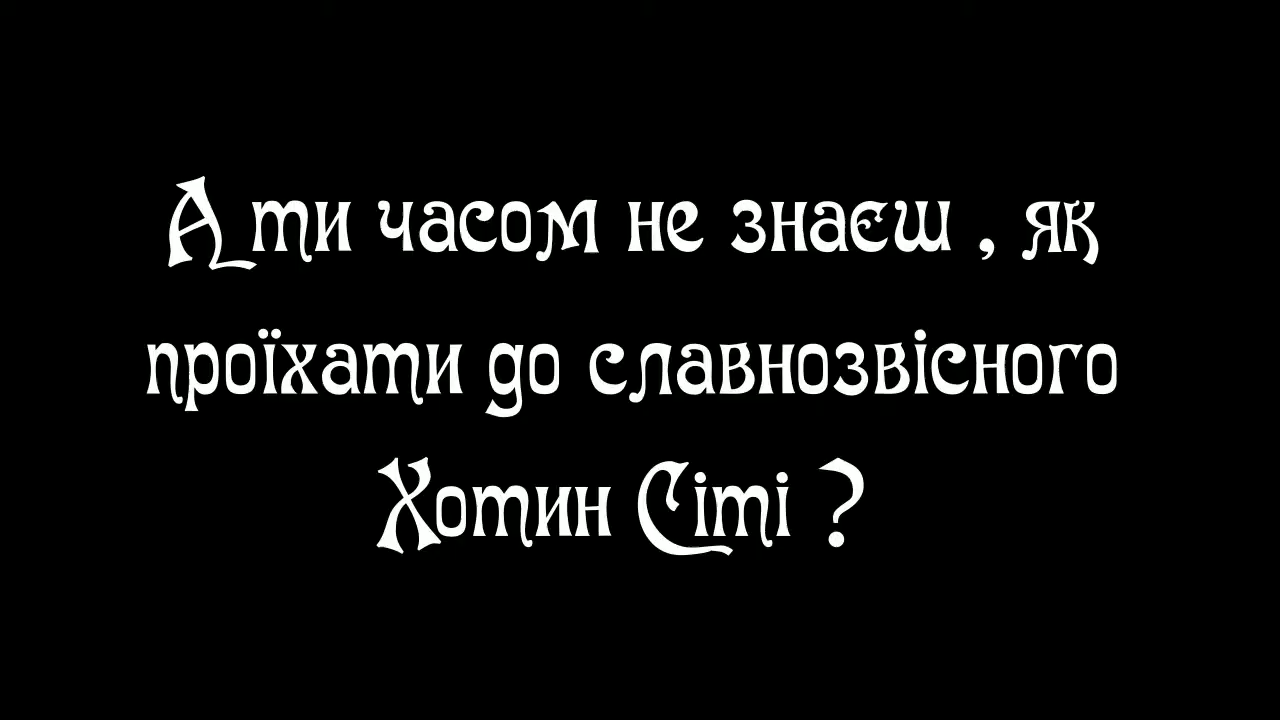 А ти часом не знаєш , як
проїхати до славнозвісного
Хотин Сіті ?